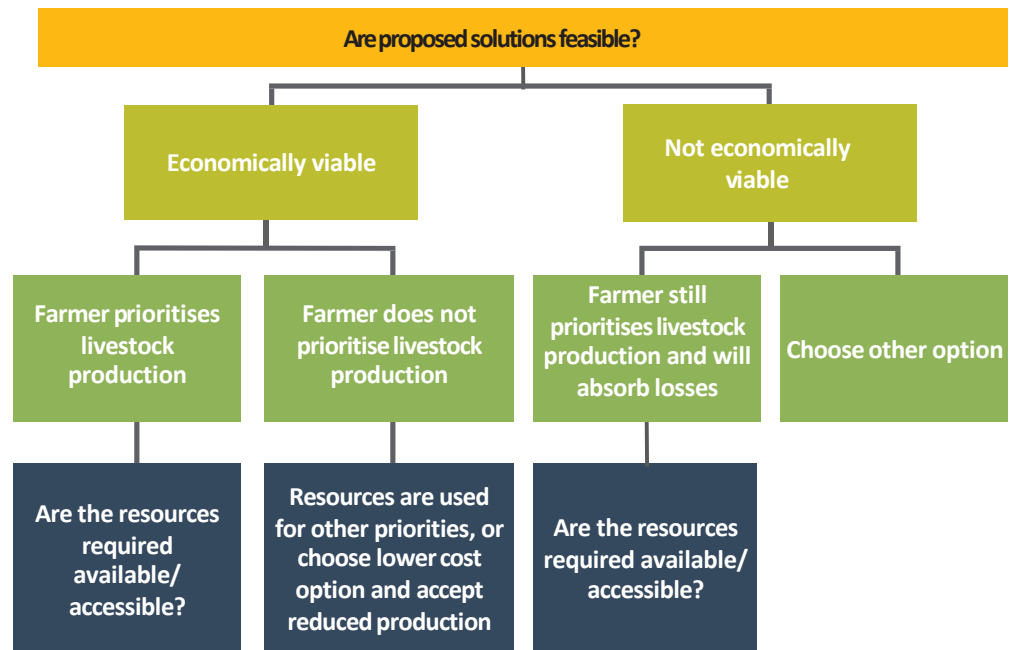 Are proposed solutions feasible?
Economically viable
Not economically
viable
Farmer prioritises
livestock
production
Farmer does not
prioritise livestock
production
Farmer still
prioritises livestock
production and will
absorb losses
Choose other option
Are the resources
required
available/
accessible?
Resources are used
for other priorities, or
choose lower cost
option and accept
reduced production
Are the resources
required available/
accessible?